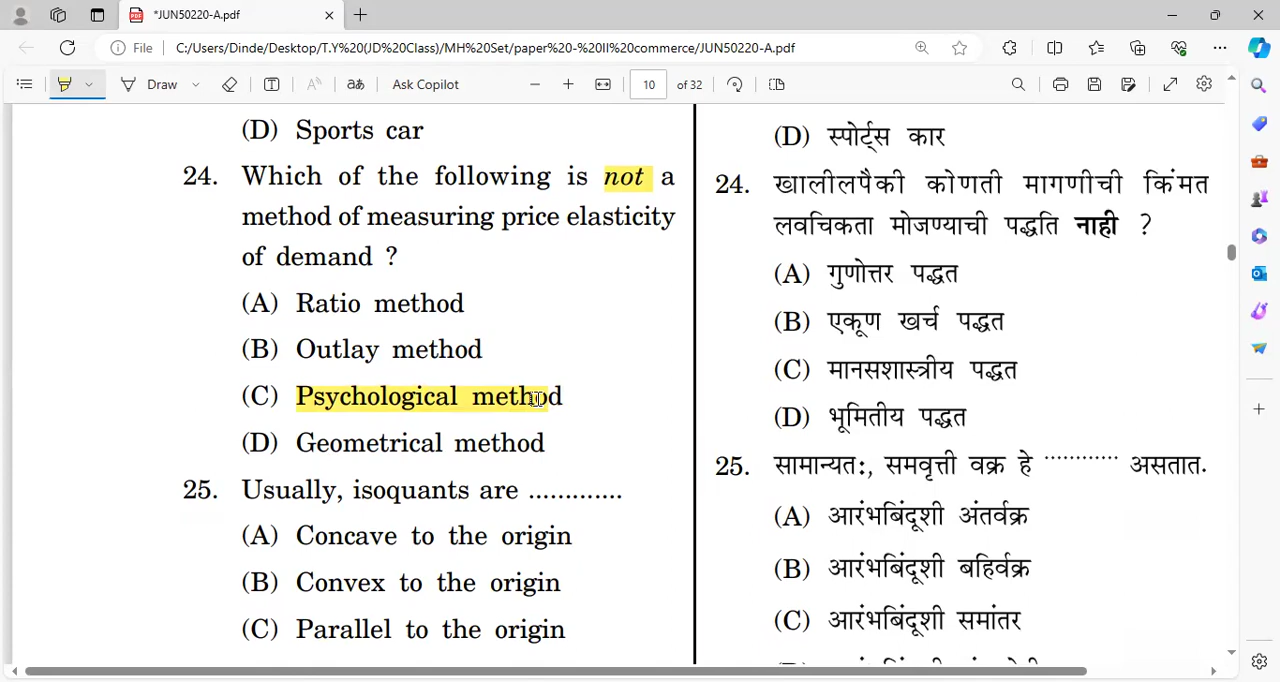 *JUN50220-A.pdf
File
C:/Users/Dinde/Desktop/T.Y%20(JD%20Class)/MH%20Set/paper%20-%20II%20commerce/JUN50220-A.pdf
Draw
aあ
Ask Copilot
10
of 32
(D) Sports car
24. Which of the following is not a
method of measuring price elasticity
of demand ?
(A) Ratio method
(B) Outlay method
(C) Psychological method
(D) Geometrical method
25. Usually, isoquants are .............
(A) Concave to the origin
(B) Convex to the origin
(C) Parallel to the origin
(D) स्पोर्ट्स कार
24. खालीलपैकी कोणती मागणीची किंमत
लवचिकता मोजण्याची पद्धति नाही ?
(A) गुणोत्तर पद्धत
(B) एकूण खर्च पद्धत
(C) मानसशास्त्रीय पद्धत
(D) भूमितीय पद्धत
25. सामान्यतः, समवृत्ती वक्र हे ............ असतात.
(A) आरंभबिंदूशी अंतर्वक्र
(B) आरंभबिंदूशी बहिर्वक्र
(C) आरंभबिंदूशी समांतर